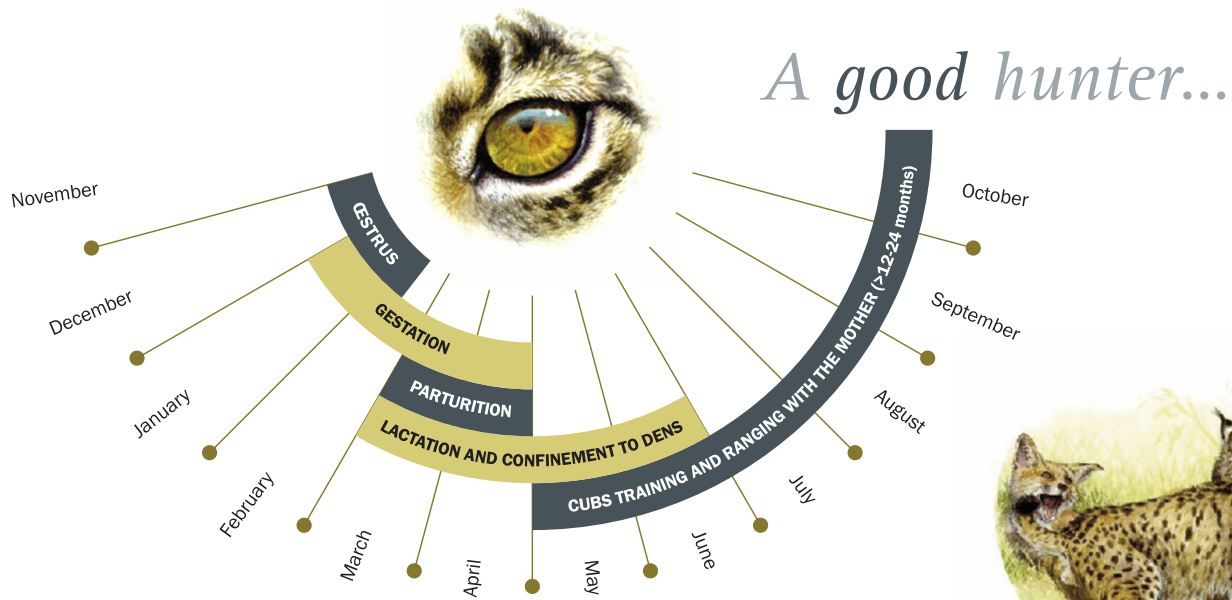 A good hunter...
November
December
January
February
March
April
May
June
July
August
September
October
ŒSTRUS
GESTATION
PARTURITION
LACTATION AND CONFINEMENT TO DENS
CUBS TRAINING AND RANGING WITH THE MOTHER (>12-24 months)